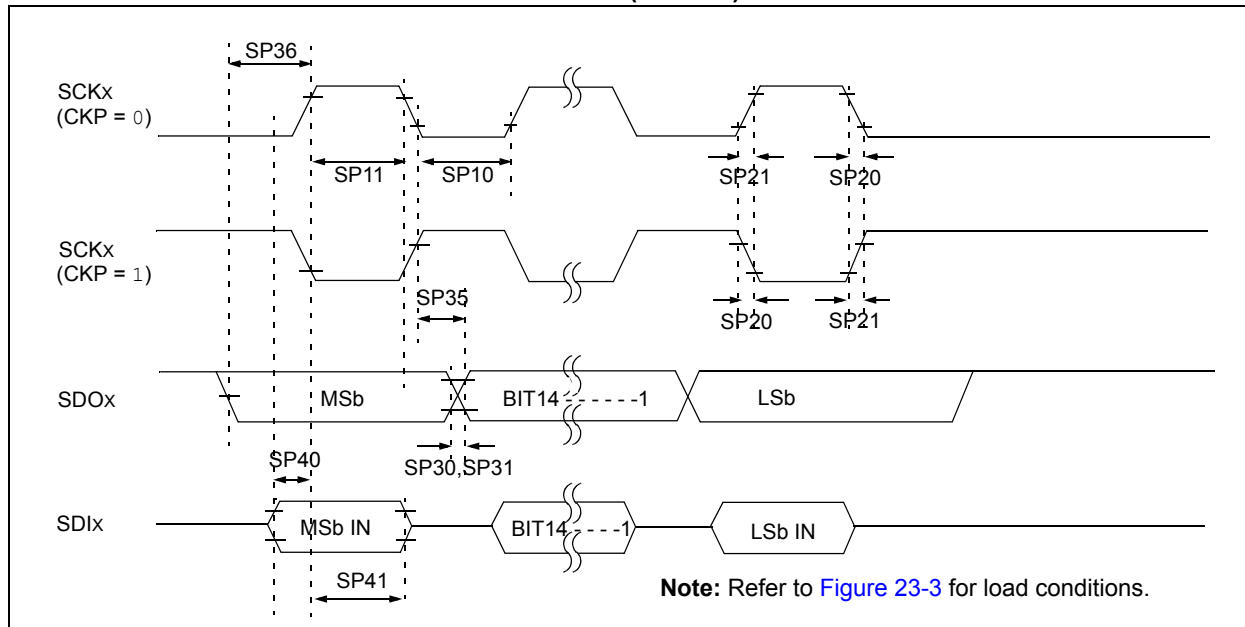 SP36
SCKx
(CKP = 0)
SP11
SP10
SP21
SP20
SCKx
(CKP = 1)
SP35
SP20
SP21
SDOx
MSb
BIT14 - - - - - -1
LSb
SP40
SP30,SP31
SDIx
MSb IN
BIT14 - - - -1
LSb IN
SP41
Note: Refer to Figure 23-3 for load conditions.